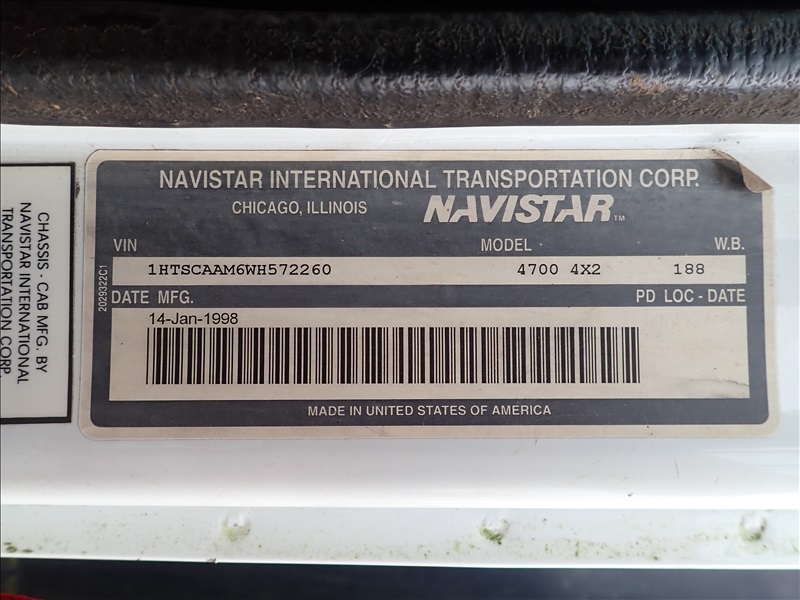 NAVISTAR INTERNATIONAL TRANSPORTATION CORP.
CHICAGO, ILLINOIS NAVISTAR TM
VIN MODEL W.B.
1HTSCAAM6WH572260 4700 4X2 188
DATE MFG. PD LOC - DATE
14-Jan-1998
MADE IN UNITED STATES OF AMERICA
2029322C1
CHASSIS - CAB MFG. BY
NAVISTAR INTERNATIONAL
TRANSPORTATION CORP.